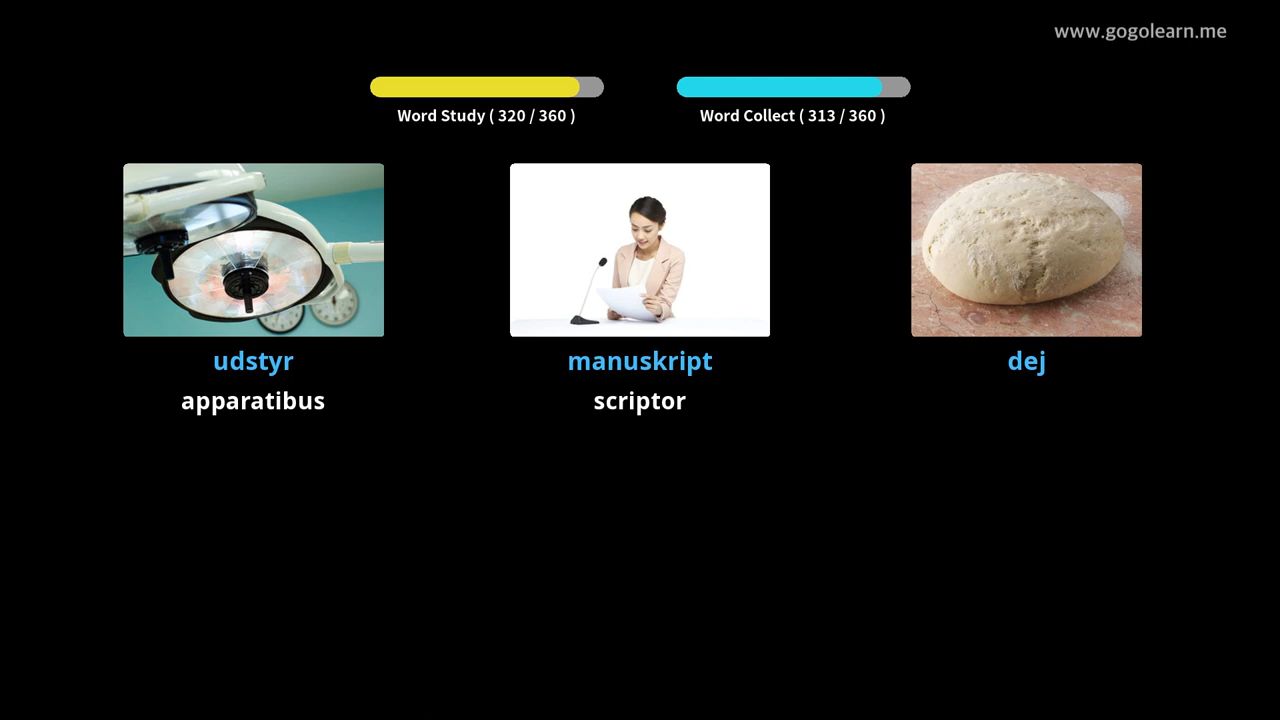 www.gogolearn.me
Word Study ( 320 / 360 )
Word Collect ( 313 / 360 )
udstyr
apparatibus
manuskript
scriptor
dej